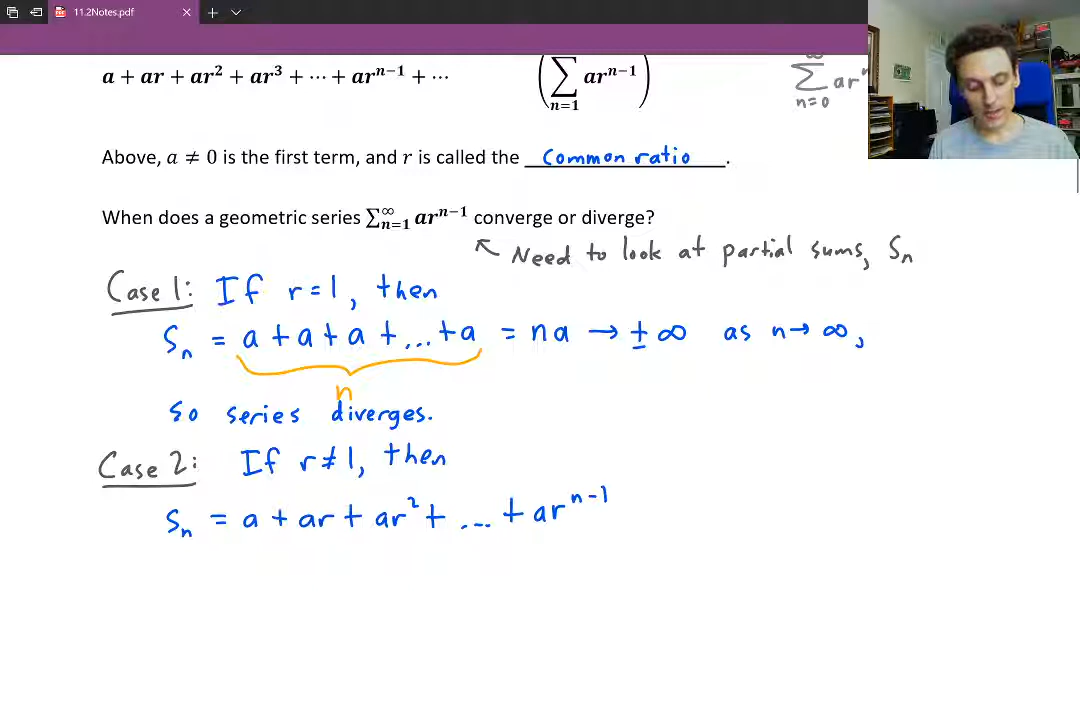 11.2Notes.pdf
a + ar + ar² + ar³ + ⋯ + arⁿ⁻¹ + ⋯ (∑ₙ₌₁ arⁿ⁻¹) ∞ ∑ₙ₌₀ arⁿ
Above, a ≠ 0 is the first term, and r is called the common ratio.
When does a geometric series ∑ₙ₌₁^∞ arⁿ⁻¹ converge or diverge?
↖ Need to look at partial sums, Sₙ
Case 1: If r=1, then
Sₙ = a + a + a + ... + a = na → ±∞ as n→∞,
n
so series diverges.
Case 2: If r≠1, then
Sₙ = a + ar + ar² + ... + arⁿ⁻¹